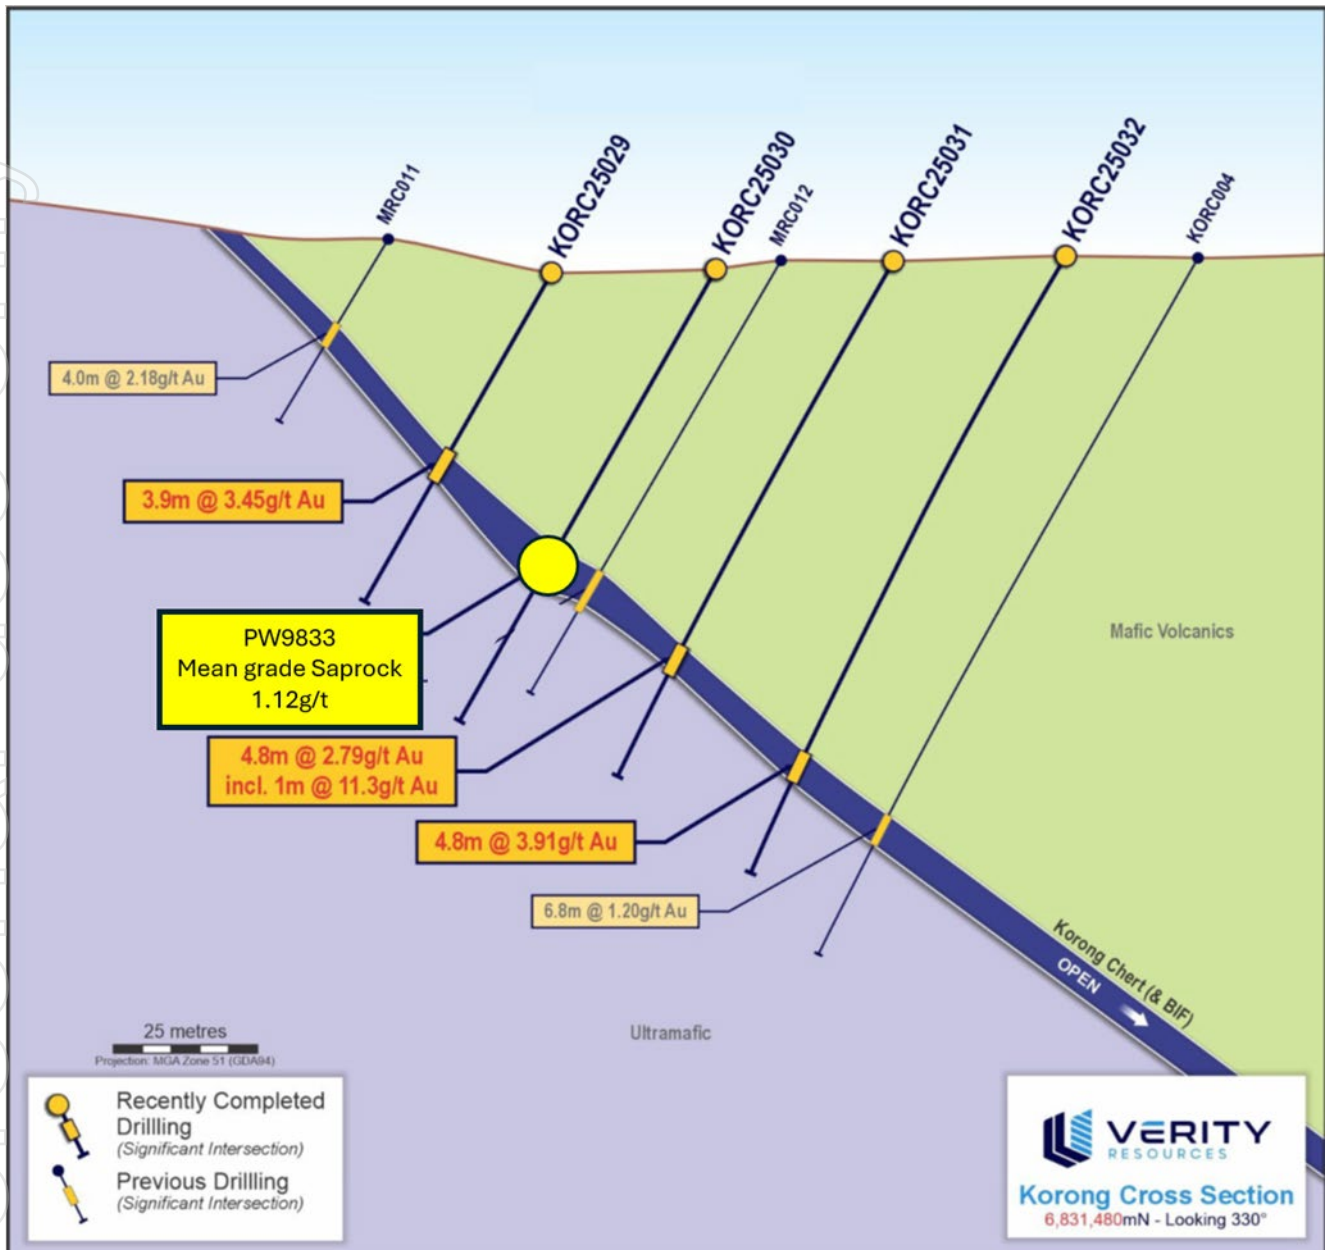 MRC011
KORC25029
KORC25030
MRC012
KORC25031
KORC25032
KORC004
4.0m @ 2.18g/t Au
3.9m @ 3.45g/t Au
PW9833
Mean grade Saprock
1.12g/t
4.8m @ 2.79g/t Au
incl. 1m @ 11.3g/t Au
4.8m @ 3.91g/t Au
6.8m @ 1.20g/t Au
Mafic Volcanics
Korong Chert (& BIF)
OPEN
Ultramafic
25 metres
Projection: MGA Zone 51 (GDA94)
Recently Completed
Drillling
(Significant Intersection)
Previous Drillling
(Significant Intersection)
VERITY
RESOURCES
Korong Cross Section
6,831,480mN - Looking 330°